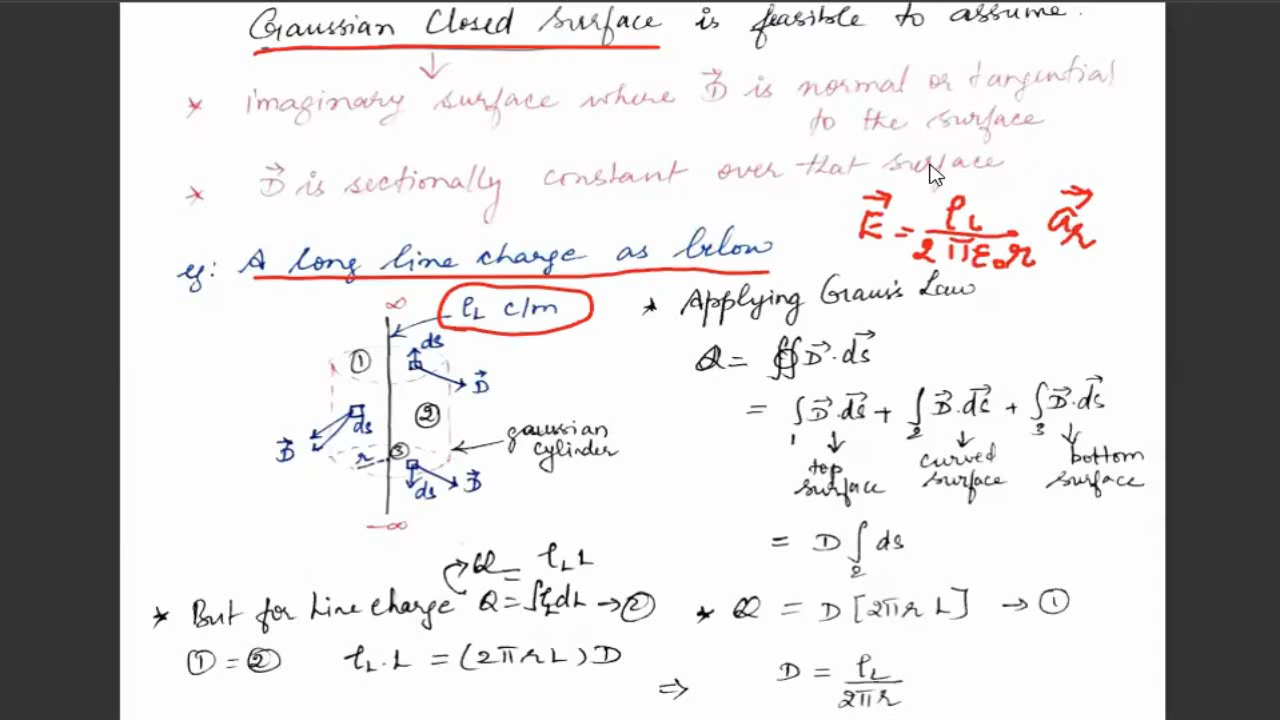 Gaussian Closed Surface is feasible to assume.
* imaginary surface where D⃗ is normal or tangential
to the surface
* D⃗ is sectionally constant over that surface
E⃗ = ρL / 2πε₀r a⃗r
eg: A long line charge as below
∞
ρL c/m
* Applying Gauss's Law
ds
①
D⃗
Q = ∯ D⃗ · ds⃗
②
ds
D⃗
= ∫₁ D⃗ · ds⃗ + ∫₂ D⃗ · ds⃗ + ∫₃ D⃗ · ds⃗
gaussian
cylinder
r
③
ds
D⃗
top
surface
curved
surface
bottom
surface
-∞
= D ∫₂ ds
Q = ρL L
* But for Line charge Q = ∫ρL dL → ②
* Q = D [2πr L] → ①
① = ② ρL . L = (2πrL) D
⇒ D = ρL / 2πr